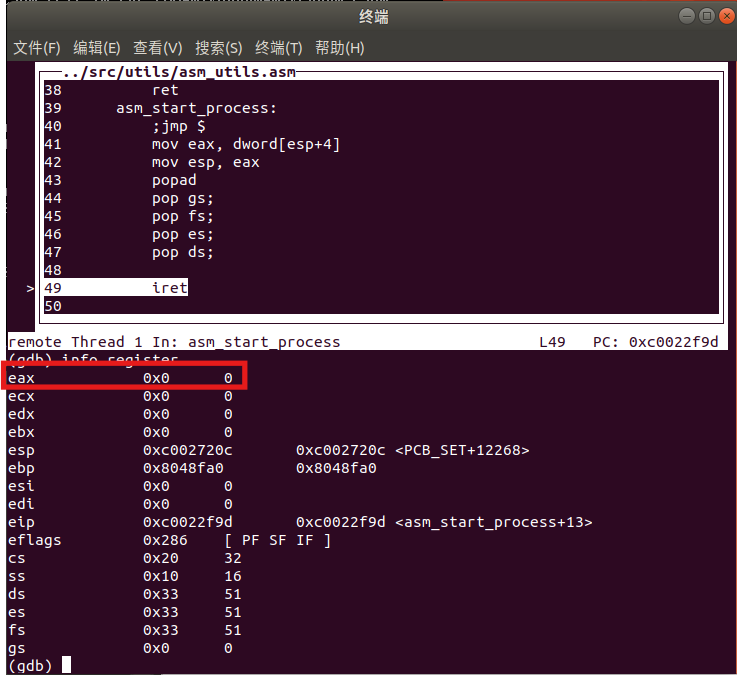 终端
文件(F) 编辑(E) 查看(V) 搜索(S) 终端(T) 帮助(H)
../src/utils/asm_utils.asm
38 ret
39 asm_start_process:
40 ;jmp $
41 mov eax, dword[esp+4]
42 mov esp, eax
43 popad
44 pop gs;
45 pop fs;
46 pop es;
47 pop ds;
48
> 49 iret
50
remote Thread 1 In: asm_start_process L49 PC: 0xc0022f9d
(gdb) info register
eax 0x0 0
ecx 0x0 0
edx 0x0 0
ebx 0x0 0
esp 0xc002720c 0xc002720c <PCB_SET+12268>
ebp 0x8048fa0 0x8048fa0
esi 0x0 0
edi 0x0 0
eip 0xc0022f9d 0xc0022f9d <asm_start_process+13>
eflags 0x286 [ PF SF IF ]
cs 0x20 32
ss 0x10 16
ds 0x33 51
es 0x33 51
fs 0x33 51
gs 0x0 0
(gdb)